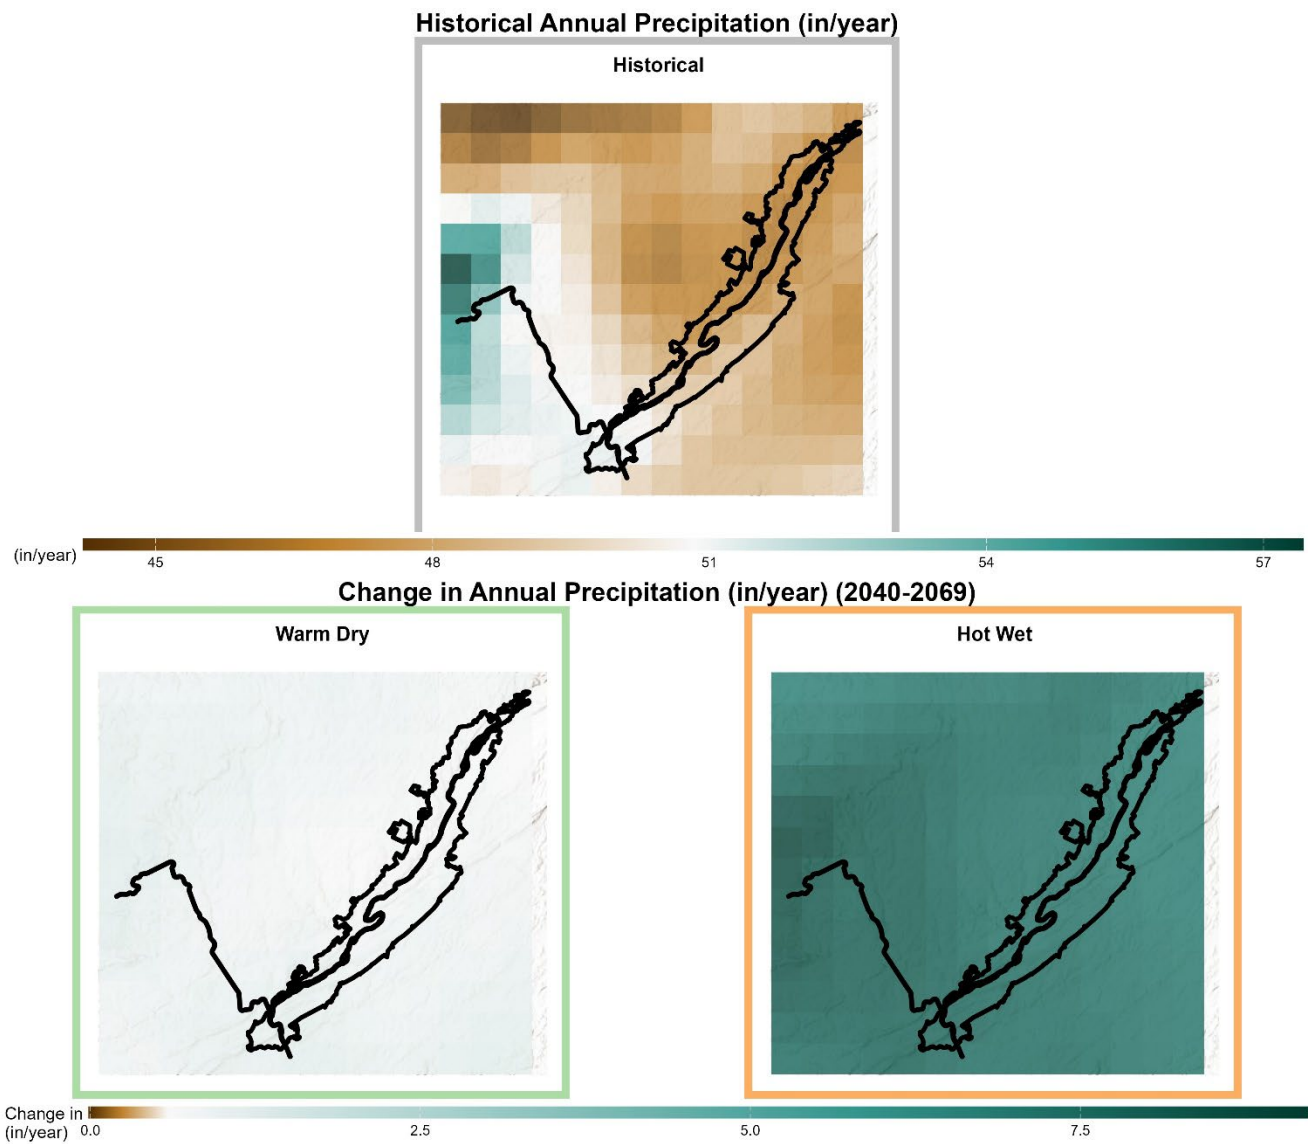 Historical Annual Precipitation (in/year)
Historical
(in/year)
45 48 51 54 57
Change in Annual Precipitation (in/year) (2040-2069)
Warm Dry
Hot Wet
Change in
(in/year)
0.0 2.5 5.0 7.5